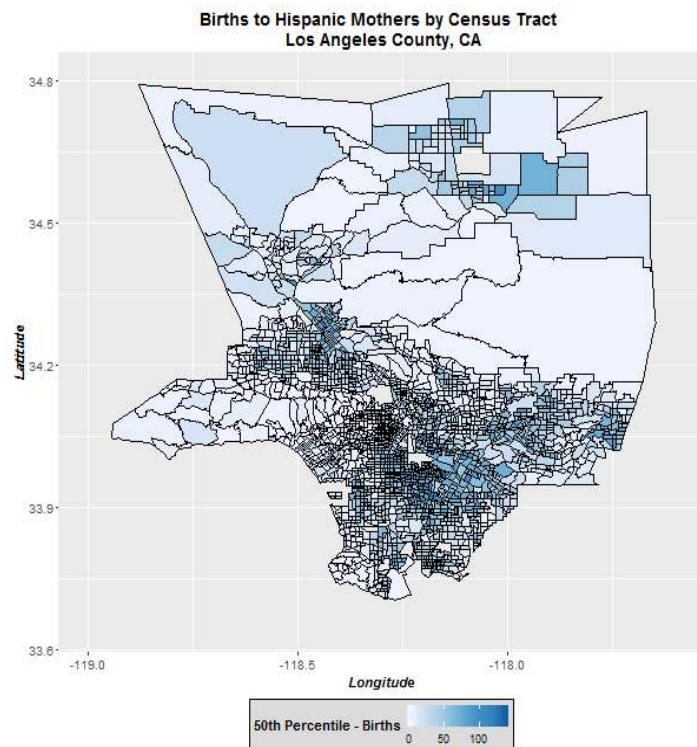 Births to Hispanic Mothers by Census Tract
Los Angeles County, CA
34.8
34.5
34.2
33.9
33.6
Latitude
-119.0 -118.5 -118.0
Longitude
50th Percentile - Births
0 50 100